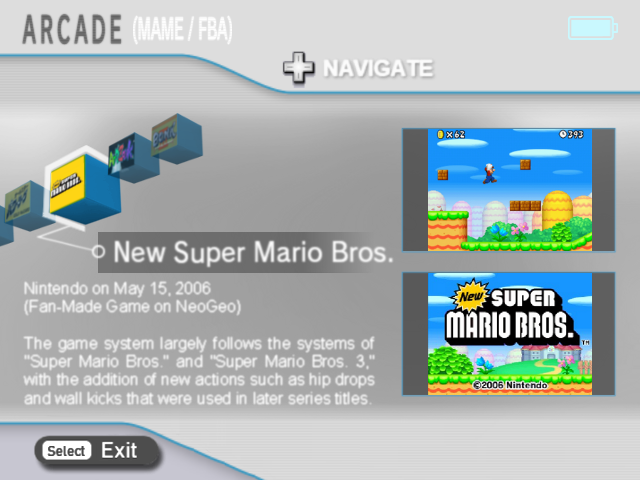 ARCADE (MAME / FBA)
NAVIGATE
x62
393
New Super Mario Bros.
Nintendo on May 15, 2006
(Fan-Made Game on NeoGeo)
The game system largely follows the systems of
"Super Mario Bros." and "Super Mario Bros. 3,"
with the addition of new actions such as hip drops
and wall kicks that were used in later series titles.
New SUPER
MARIO BROS.™
©2006 Nintendo
Select Exit